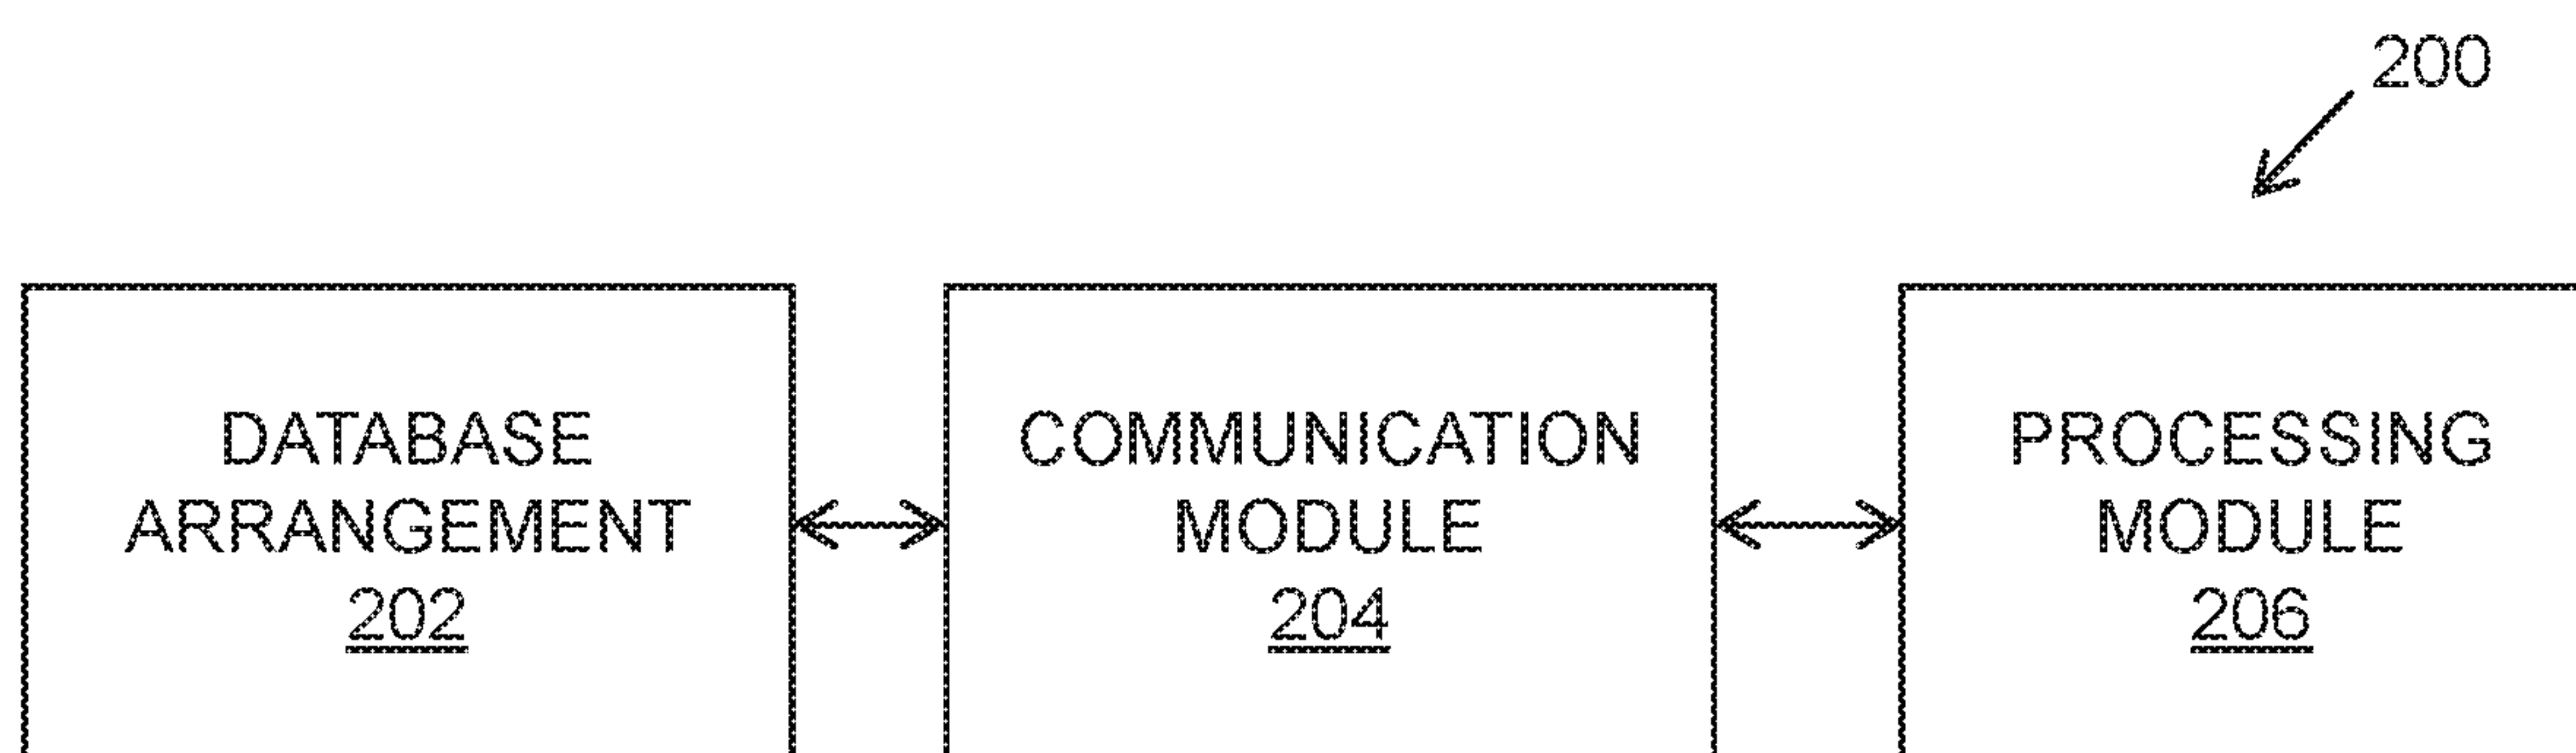 200
DATABASE
ARRANGEMENT
202
COMMUNICATION
MODULE
204
PROCESSING
MODULE
206